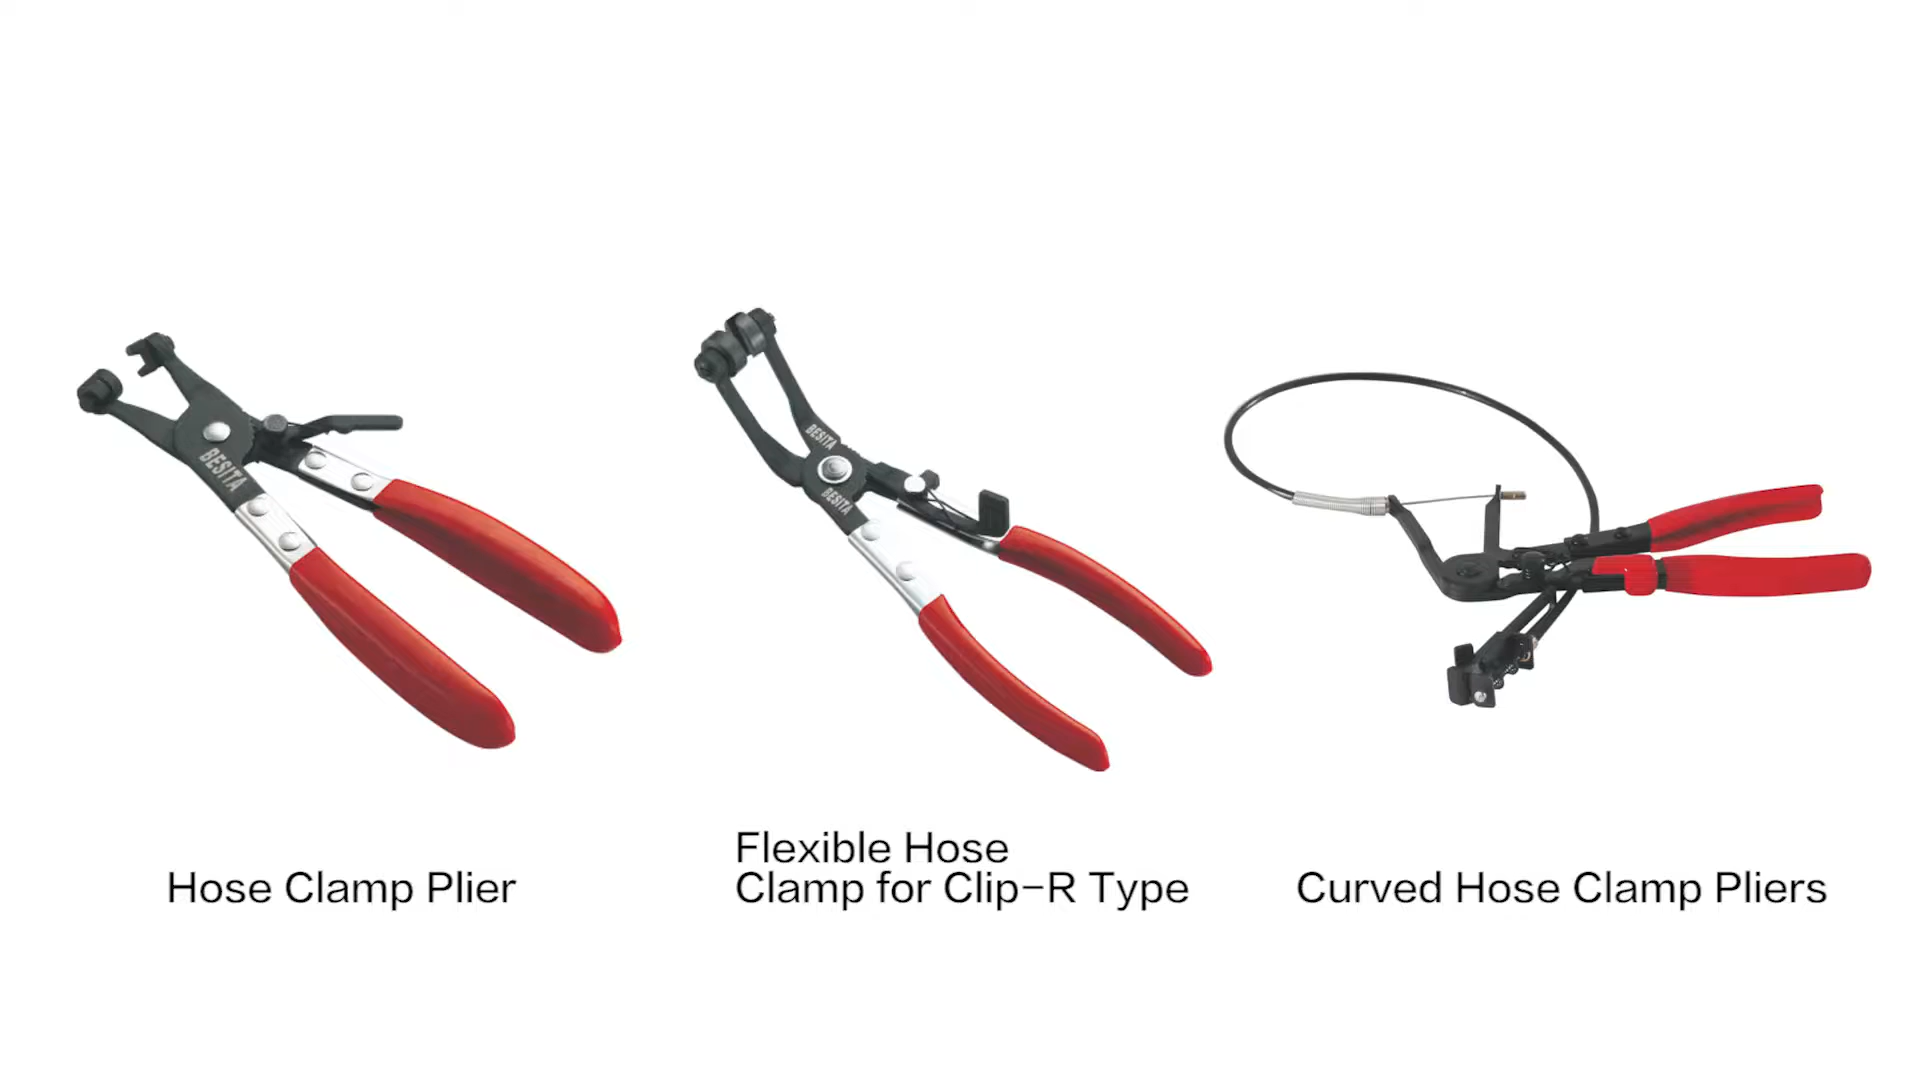 BESITA
BESITA
BESITA
Hose Clamp Plier
Flexible Hose
Clamp for Clip-R Type
Curved Hose Clamp Pliers